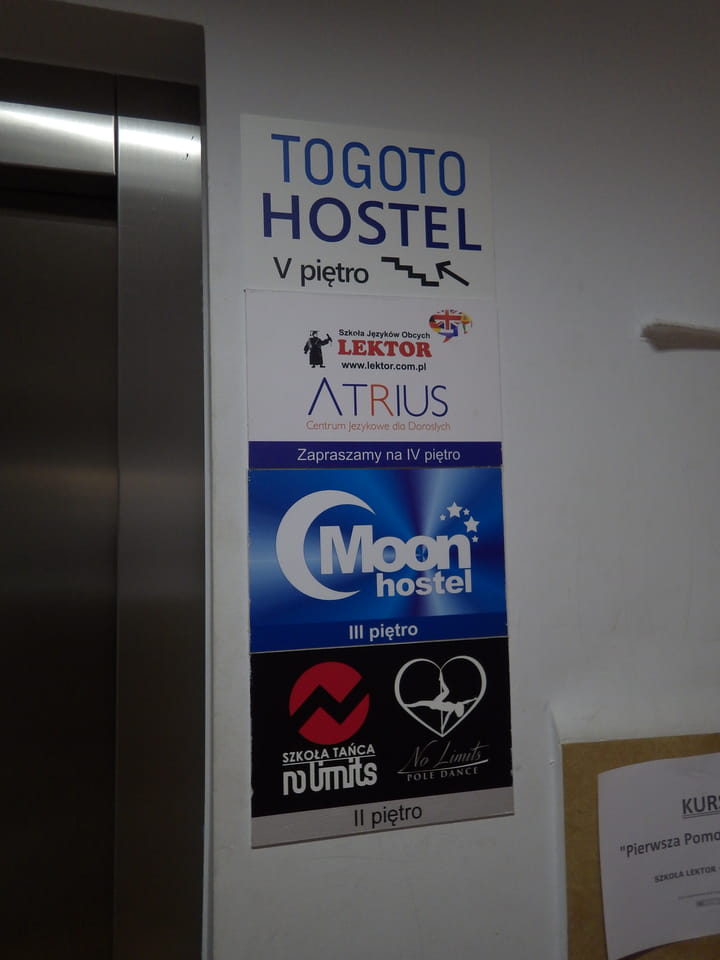 TOGOTO
HOSTEL
V piętro
Szkoła Języków Obcych
LEKTOR
www.lektor.com.pl
ATRIUS
Centrum Językowe dla Dorosłych
Zapraszamy na IV piętro
Moon
hostel
III piętro
SZKOŁA TAŃCA
no limits
No Limits
POLE DANCE
II piętro
KURS
"Pierwsza Pomo
SZKOŁA LEKTOR